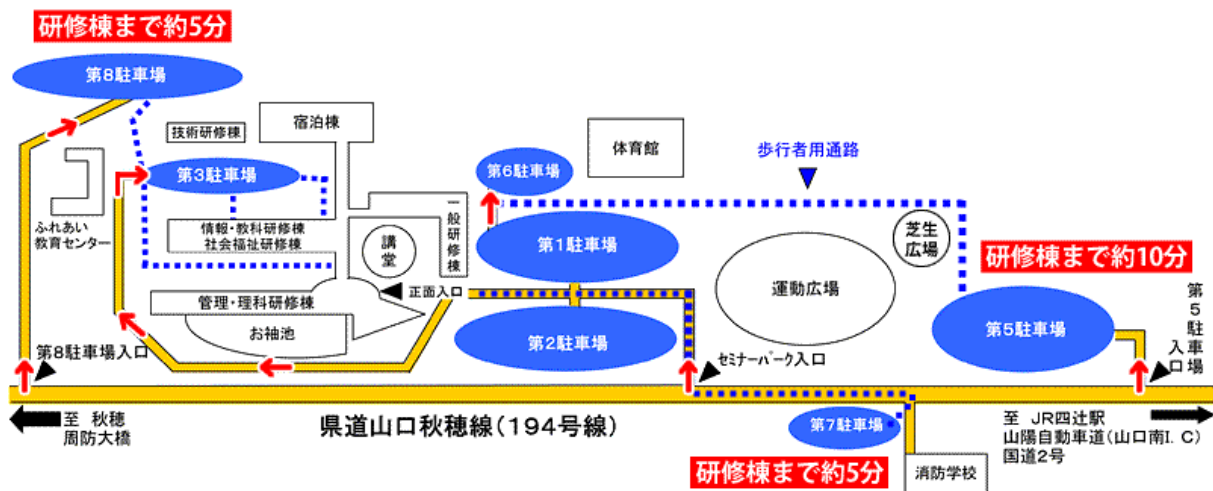 研修棟まで約5分
第8駐車場
技術研修棟
宿泊棟
体育館
歩行者用通路
第3駐車場
第6駐車場
ふれあい
教育センター
情報・教科研修棟
社会福祉研修棟
一般研修棟
講堂
第1駐車場
芝生
広場
研修棟まで約10分
正面入口
管理・理科研修棟
お袖池
運動広場
第2駐車場
第5駐車場
第5駐車場
入口
第8駐車場入口
セミナーパーク入口
至 秋穂
周防大橋
県道山口秋穂線(194号線)
第7駐車場
至 JR四辻駅
山陽自動車道(山口南I.C)
国道2号
研修棟まで約5分
消防学校